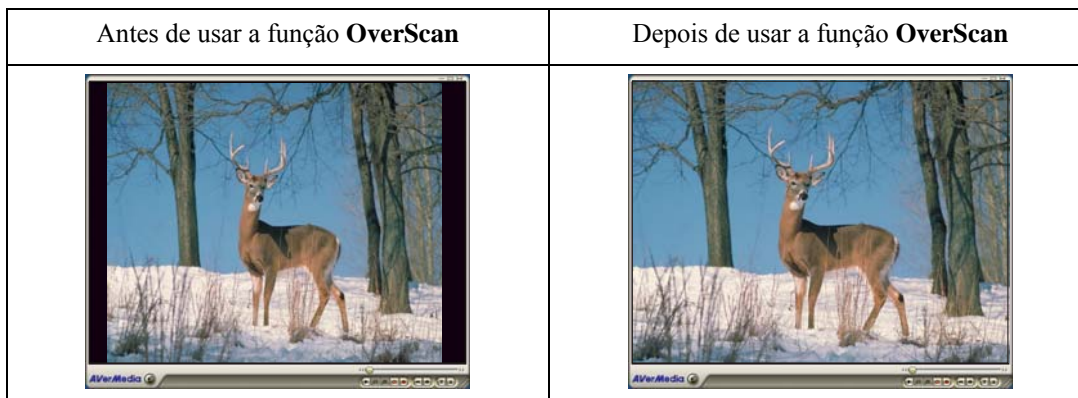 Antes de usar a função OverScan
Depois de usar a função OverScan
AVerMedia
AVerMedia